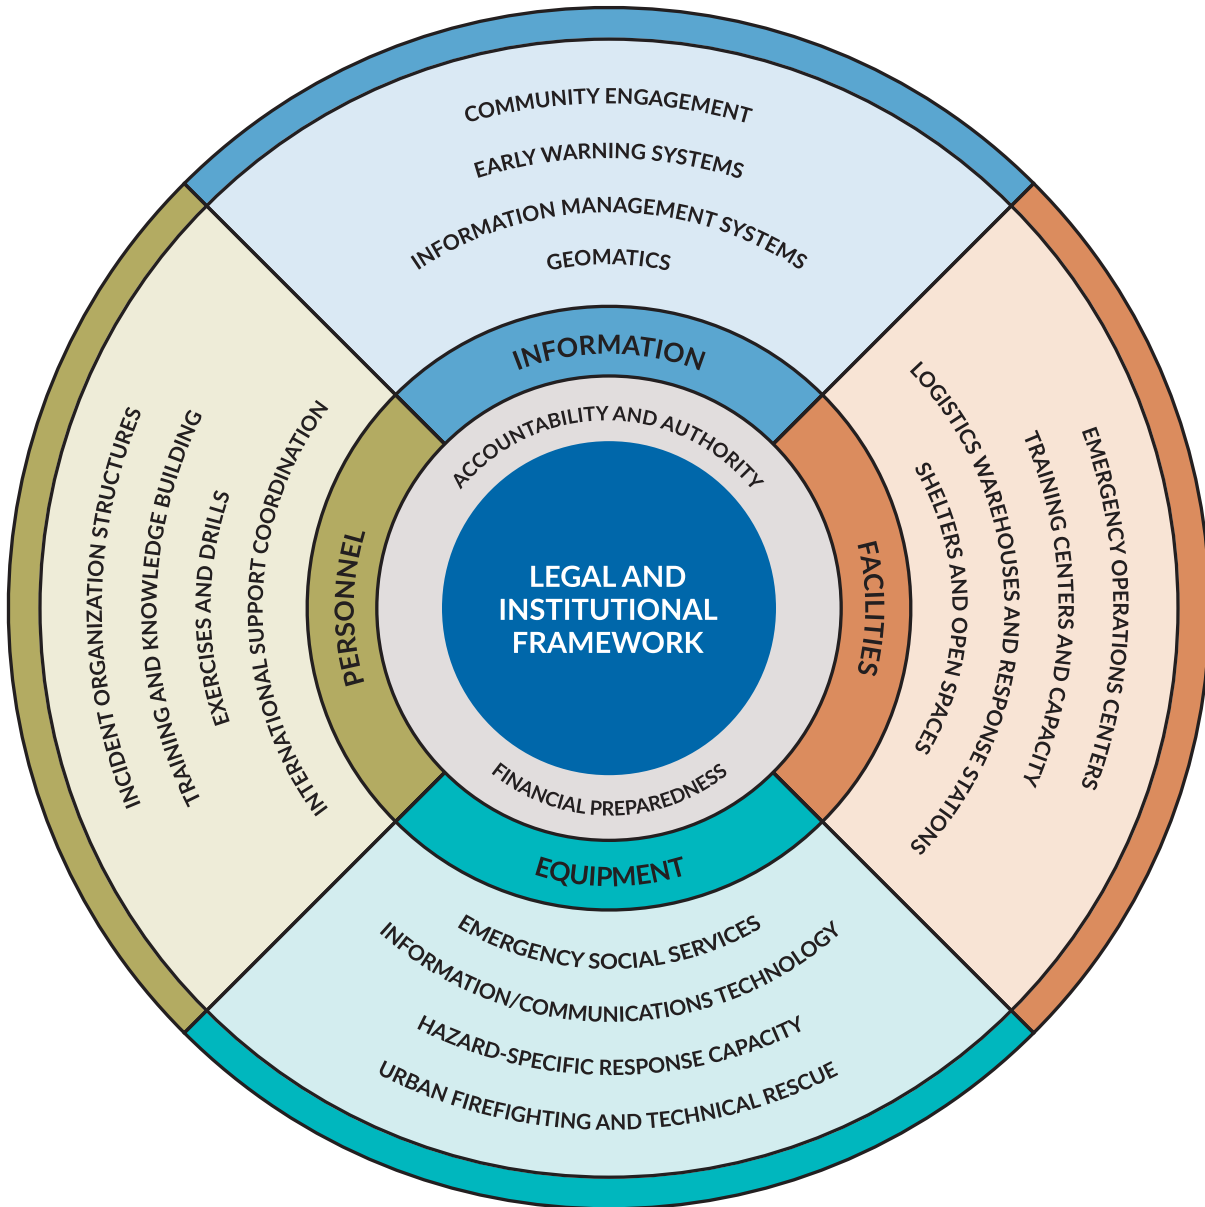 COMMUNITY ENGAGEMENT
EARLY WARNING SYSTEMS
INFORMATION MANAGEMENT SYSTEMS
GEOMATICS
INFORMATION
ACCOUNTABILITY AND AUTHORITY
LEGAL AND
INSTITUTIONAL
FRAMEWORK
FINANCIAL PREPAREDNESS
PERSONNEL
INCIDENT ORGANIZATION STRUCTURES
TRAINING AND KNOWLEDGE BUILDING
EXERCISES AND DRILLS
INTERNATIONAL SUPPORT COORDINATION
FACILITIES
EMERGENCY OPERATIONS CENTERS
TRAINING CENTERS AND CAPACITY
LOGISTICS WAREHOUSES AND RESPONSE STATIONS
SHELTERS AND OPEN SPACES
EQUIPMENT
EMERGENCY SOCIAL SERVICES
INFORMATION/COMMUNICATIONS TECHNOLOGY
HAZARD-SPECIFIC RESPONSE CAPACITY
URBAN FIREFIGHTING AND TECHNICAL RESCUE